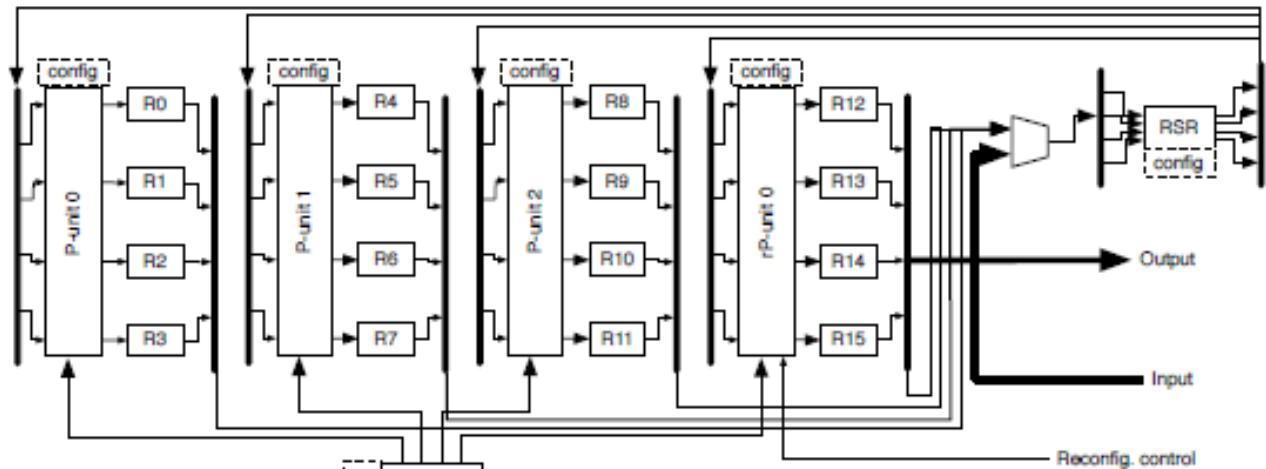 config
config
config
config
R0
R4
R8
R12
RSR
config
R1
R5
R9
R13
P-unit 0
P-unit 1
P-unit 2
rP-unit 0
R2
R6
R10
R14
Output
R3
R7
R11
R15
Input
Reconfig. control